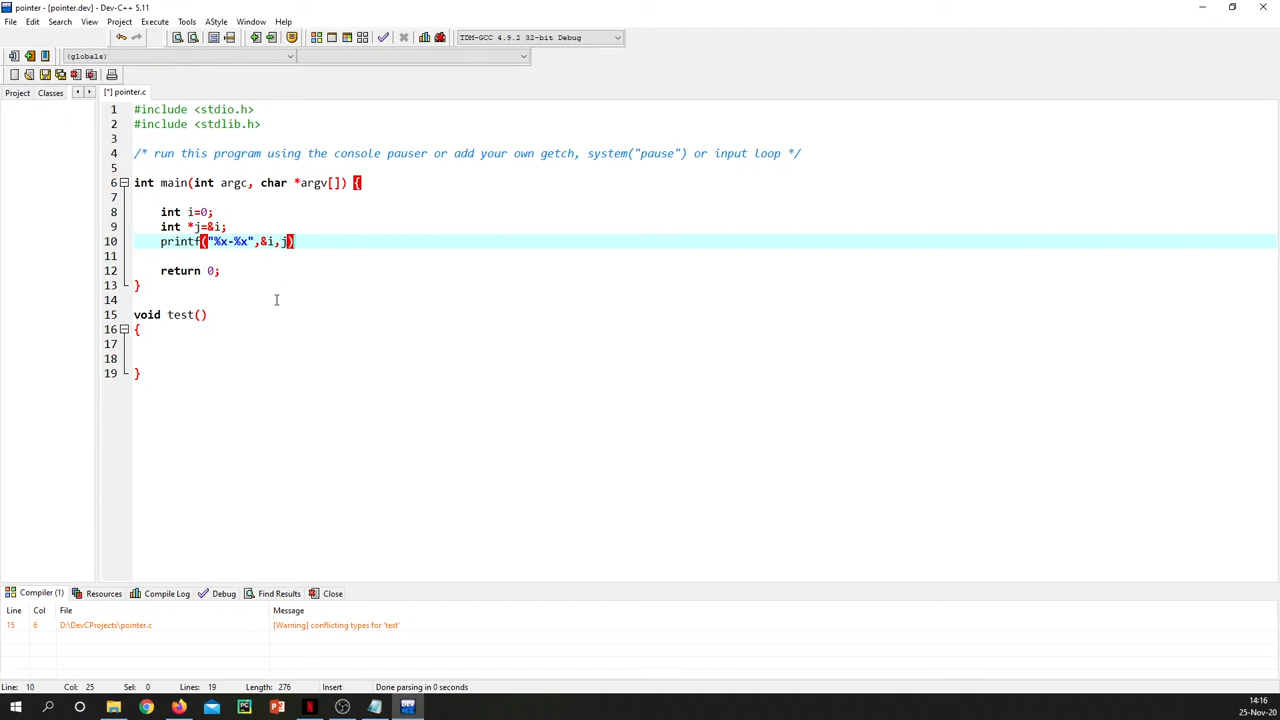 pointer - [pointer.dev] - Dev-C++ 5.11
File Edit Search View Project Execute Tools AStyle Window Help
TDM-GCC 4.9.2 32-bit Debug
(globals)
Project Classes
[*] pointer.c
1 #include <stdio.h>
2 #include <stdlib.h>
3
4 /* run this program using the console pauser or add your own getch, system("pause") or input loop */
5
6 int main(int argc, char *argv[]) {
7
8 int i=0;
9 int *j=&i;
10 printf("%x-%x",&i,j)
11
12 return 0;
13 }
14
15 void test()
16 {
17
18
19 }
Compiler (1) Resources Compile Log Debug Find Results Close
Line Col File Message
15 6 D:\DevCProjects\pointer.c [Warning] conflicting types for 'test'
Line: 10 Col: 25 Sel: 0 Lines: 19 Length: 276 Insert Done parsing in 0 seconds
PC
DEV
14:16
25-Nov-20